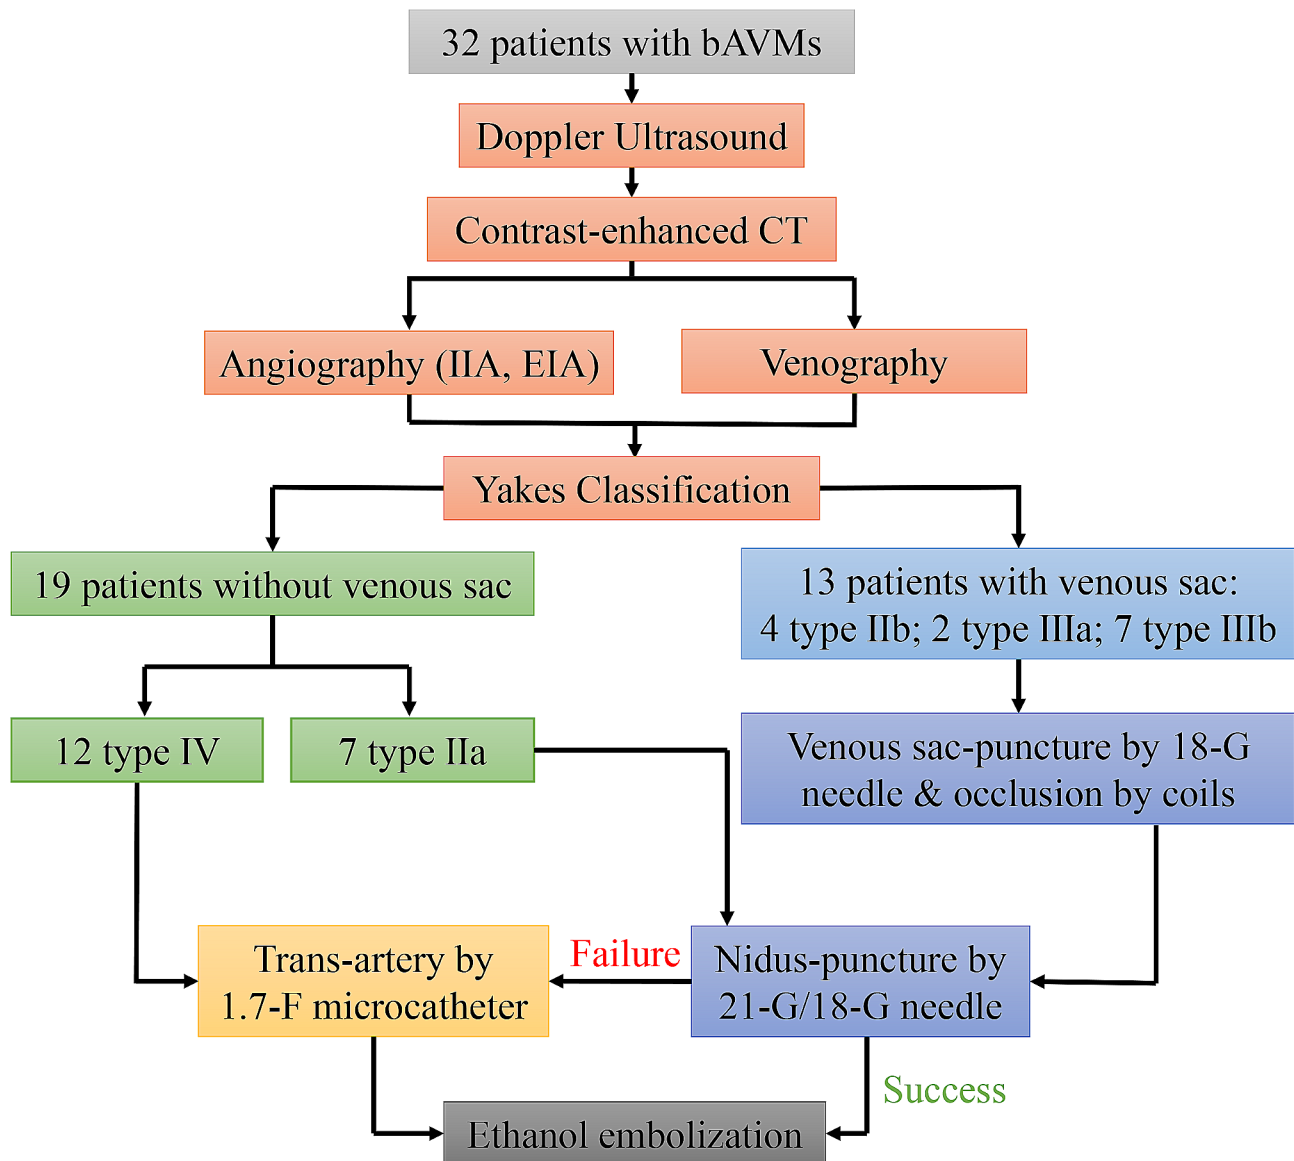 32 patients with bAVMs
Doppler Ultrasound
Contrast-enhanced CT
Angiography (IIA, EIA)
Venography
Yakes Classification
19 patients without venous sac
13 patients with venous sac:
4 type IIb; 2 type IIIa; 7 type IIIb
12 type IV
7 type IIa
Venous sac-puncture by 18-G
needle & occlusion by coils
Trans-artery by
1.7-F microcatheter
Failure
Nidus-puncture by
21-G/18-G needle
Success
Ethanol embolization